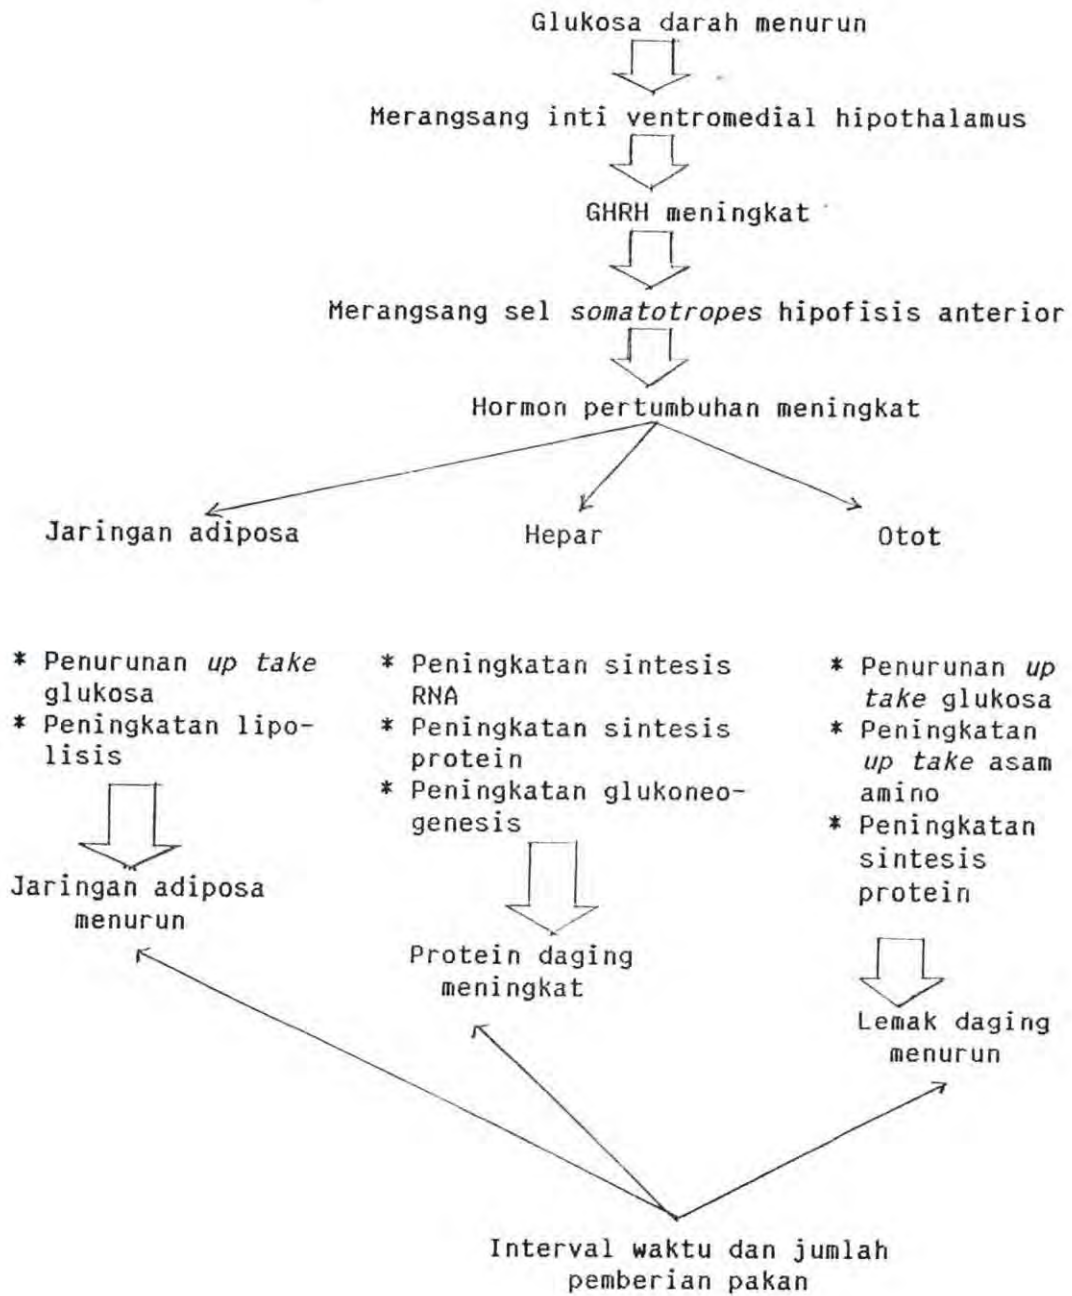 Glukosa darah menurun
Merangsang inti ventromedial hipothalamus
GHRH meningkat
Merangsang sel somatotropes hipofisis anterior
Hormon pertumbuhan meningkat
Jaringan adiposa
Hepar
Otot
* Penurunan up take
glukosa
* Peningkatan lipo-
lisis
Jaringan adiposa
menurun
* Peningkatan sintesis
RNA
* Peningkatan sintesis
protein
* Peningkatan glukoneo-
genesis
Protein daging
meningkat
* Penurunan up
take glukosa
* Peningkatan
up take asam
amino
* Peningkatan
sintesis
protein
Lemak daging
menurun
Interval waktu dan jumlah
pemberian pakan